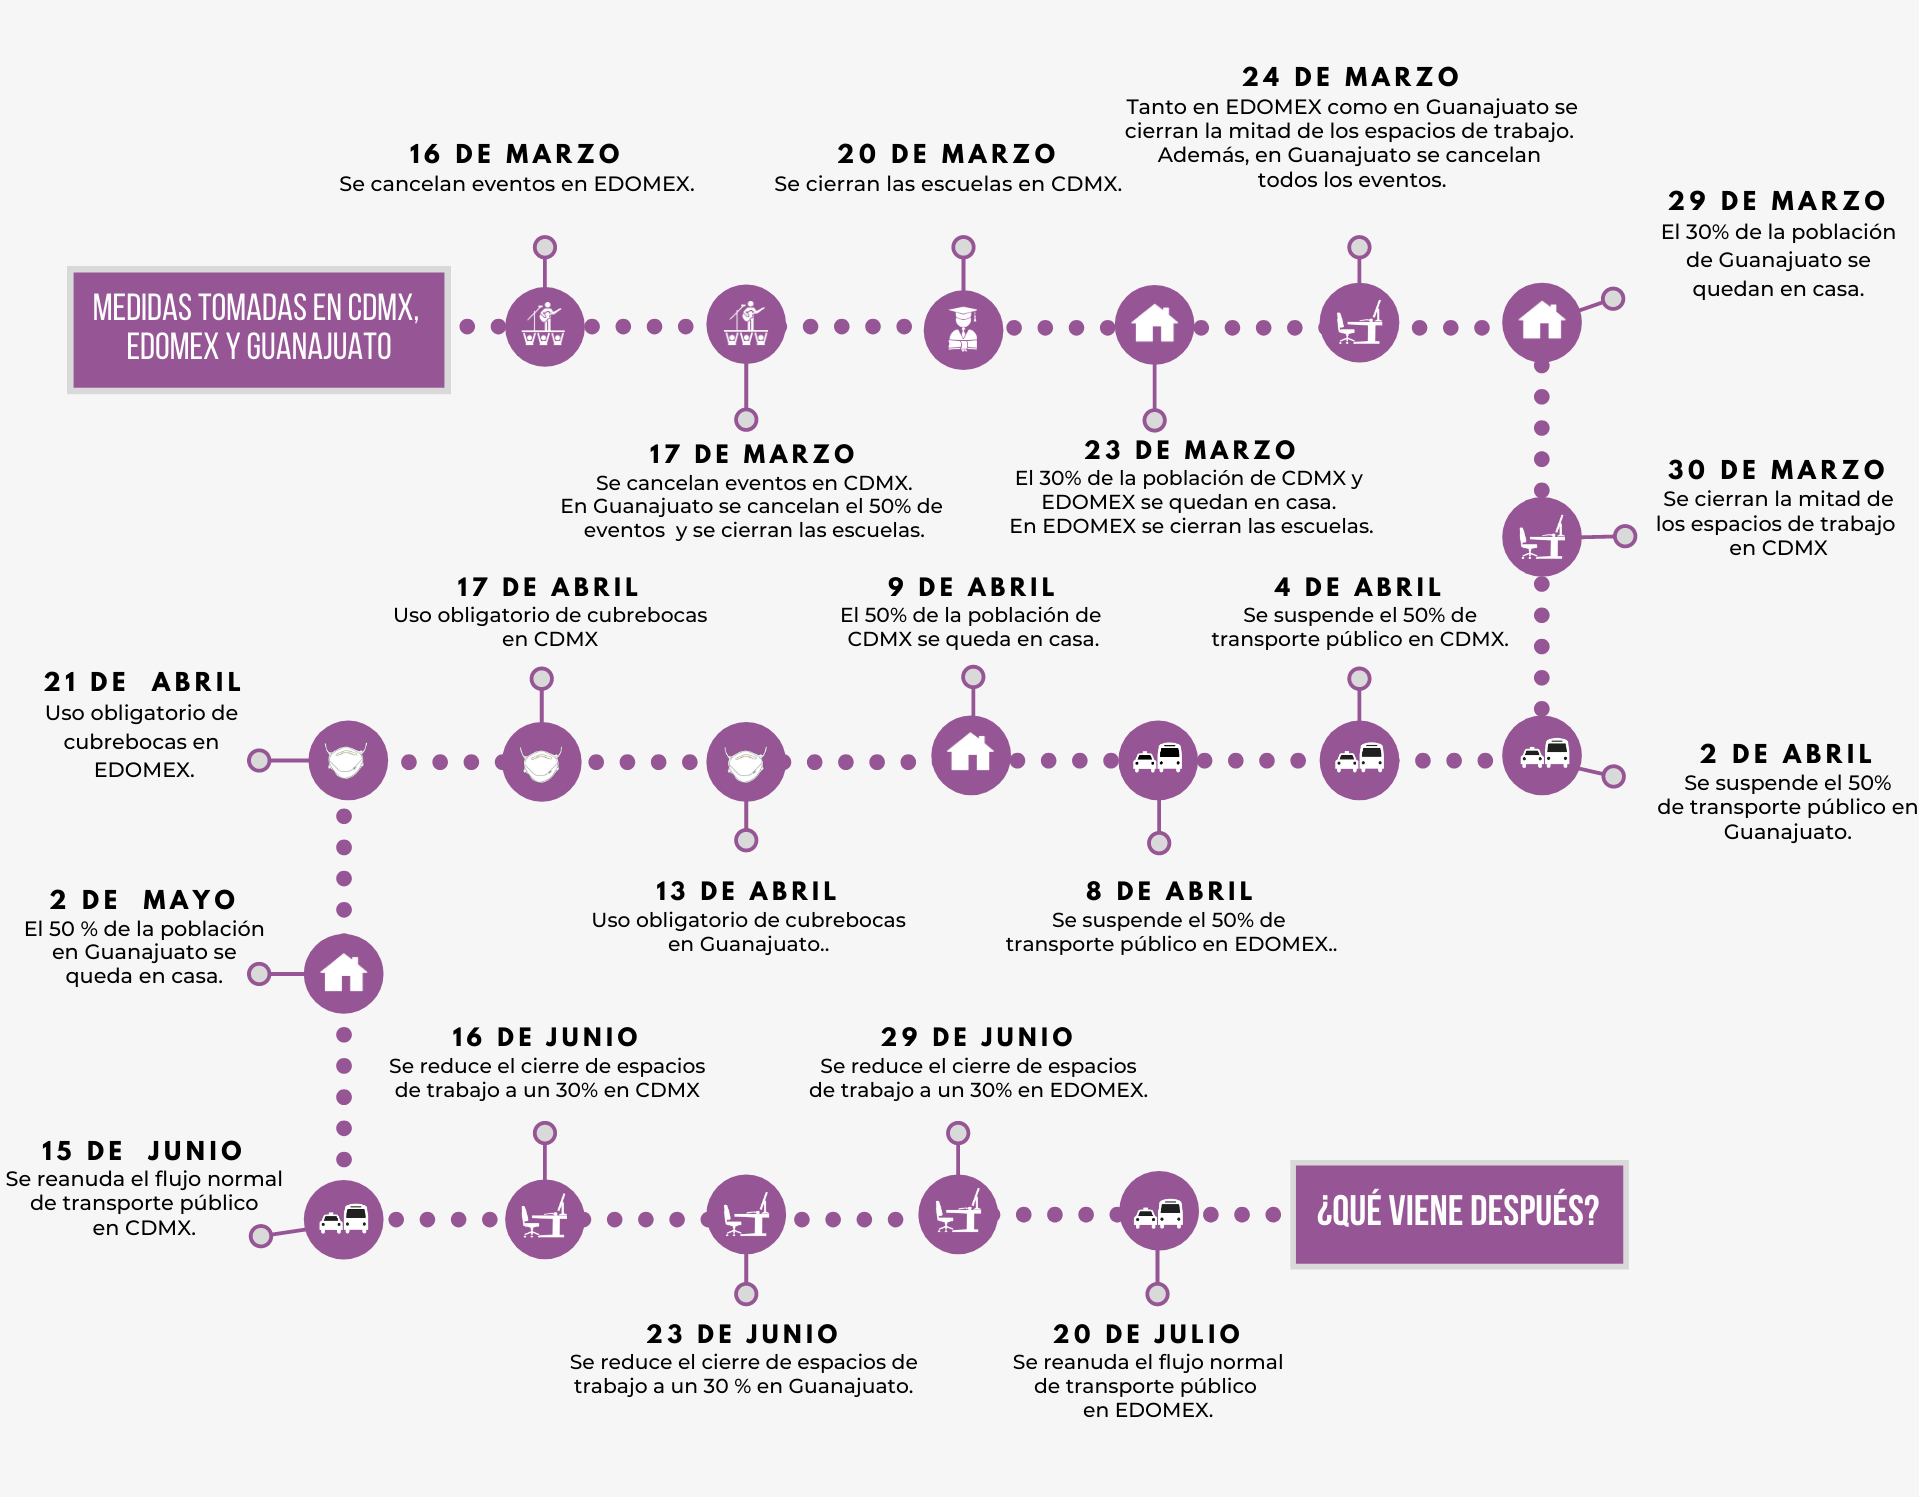 MEDIDAS TOMADAS EN CDMX,
EDOMEX Y GUANAJUATO
16 DE MARZO
Se cancelan eventos en EDOMEX.
17 DE MARZO
Se cancelan eventos en CDMX.
En Guanajuato se cancelan el 50% de
eventos  y se cierran las escuelas.
20 DE MARZO
Se cierran las escuelas en CDMX.
23 DE MARZO
El 30% de la población de CDMX y
EDOMEX se quedan en casa.
En EDOMEX se cierran las escuelas.
24 DE MARZO
Tanto en EDOMEX como en Guanajuato se
cierran la mitad de los espacios de trabajo.
Además, en Guanajuato se cancelan
todos los eventos.
29 DE MARZO
El 30% de la población
de Guanajuato se
quedan en casa.
30 DE MARZO
Se cierran la mitad de
los espacios de trabajo
en CDMX
2 DE ABRIL
Se suspende el 50%
de transporte público en
Guanajuato.
4 DE ABRIL
Se suspende el 50% de
transporte público en CDMX.
8 DE ABRIL
Se suspende el 50% de
transporte público en EDOMEX..
9 DE ABRIL
El 50% de la población de
CDMX se queda en casa.
13 DE ABRIL
Uso obligatorio de cubrebocas
en Guanajuato..
17 DE ABRIL
Uso obligatorio de cubrebocas
en CDMX
21 DE  ABRIL
Uso obligatorio de
cubrebocas en
EDOMEX.
2 DE  MAYO
El 50 % de la población
en Guanajuato se
queda en casa.
15 DE  JUNIO
Se reanuda el flujo normal
de transporte público
en CDMX.
16 DE JUNIO
Se reduce el cierre de espacios
de trabajo a un 30% en CDMX
23 DE JUNIO
Se reduce el cierre de espacios de
trabajo a un 30 % en Guanajuato.
29 DE JUNIO
Se reduce el cierre de espacios
de trabajo a un 30% en EDOMEX.
20 DE JULIO
Se reanuda el flujo normal
de transporte público
en EDOMEX.
¿QUÉ VIENE DESPUÉS?